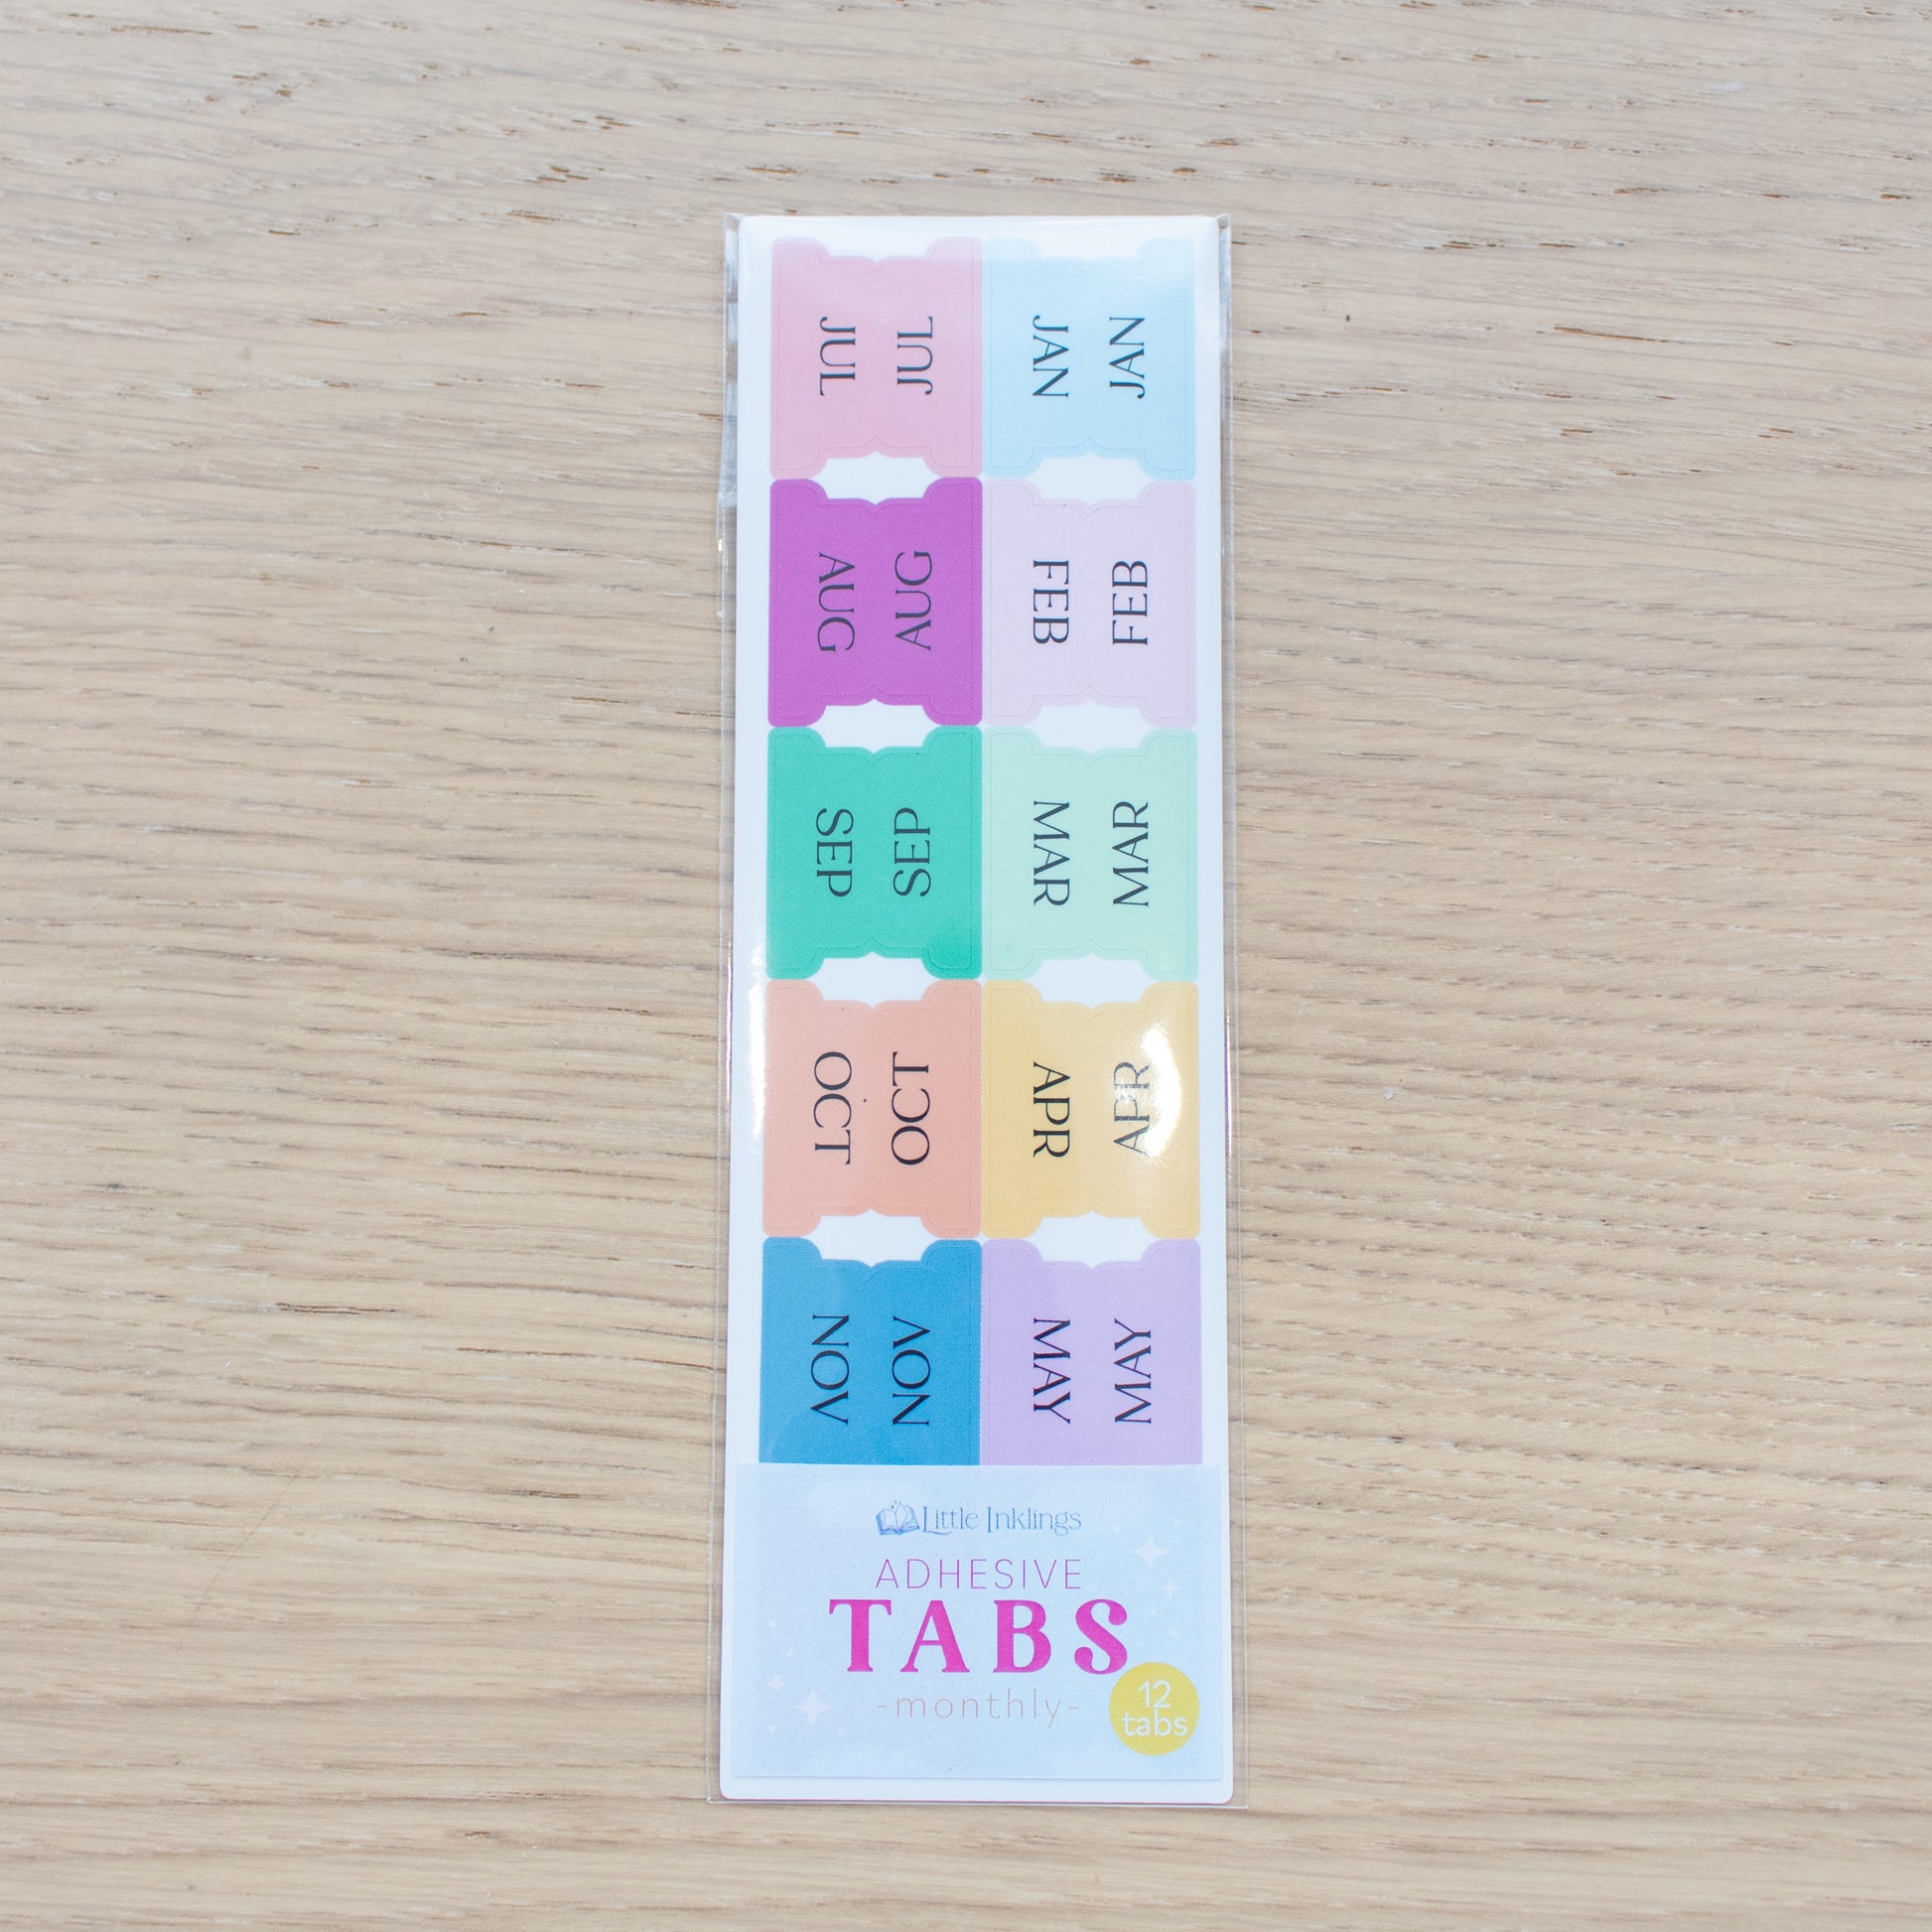 JUL JUL JAN JAN
AUG AUG FEB FEB
SEP SEP MAR MAR
OCT OCT APR APR
NOV NOV MAY MAY
Little Inklings
ADHESIVE
TABS
-monthly-
12
tabs